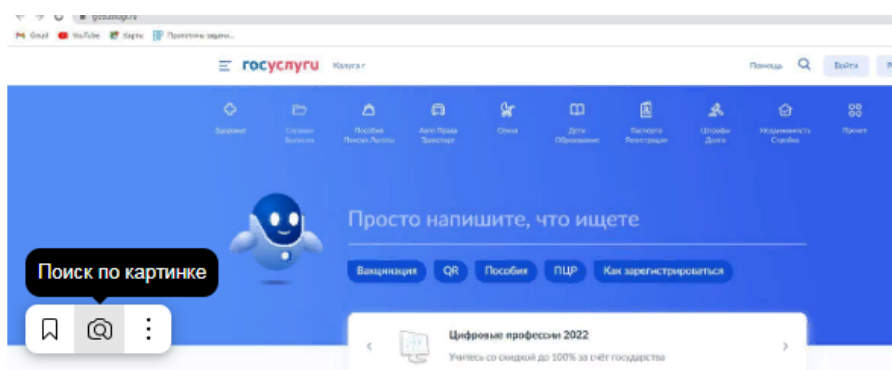 Gmail YouTube Карты
госуслуги Калуга г Помощь Войти
Здоровье Справки Выписки Пособия Пенсия Льготы Авто Права Транспорт Семья Дети Образование Паспорта Регистрация Штрафы Долги Недвижимость Стройка Прочее
Просто напишите, что ищете
Вакцинация QR Пособия ПЦР Как зарегистрироваться
Поиск по картинке
Цифровые профессии 2022
Учитесь со скидкой до 100% за счёт государства